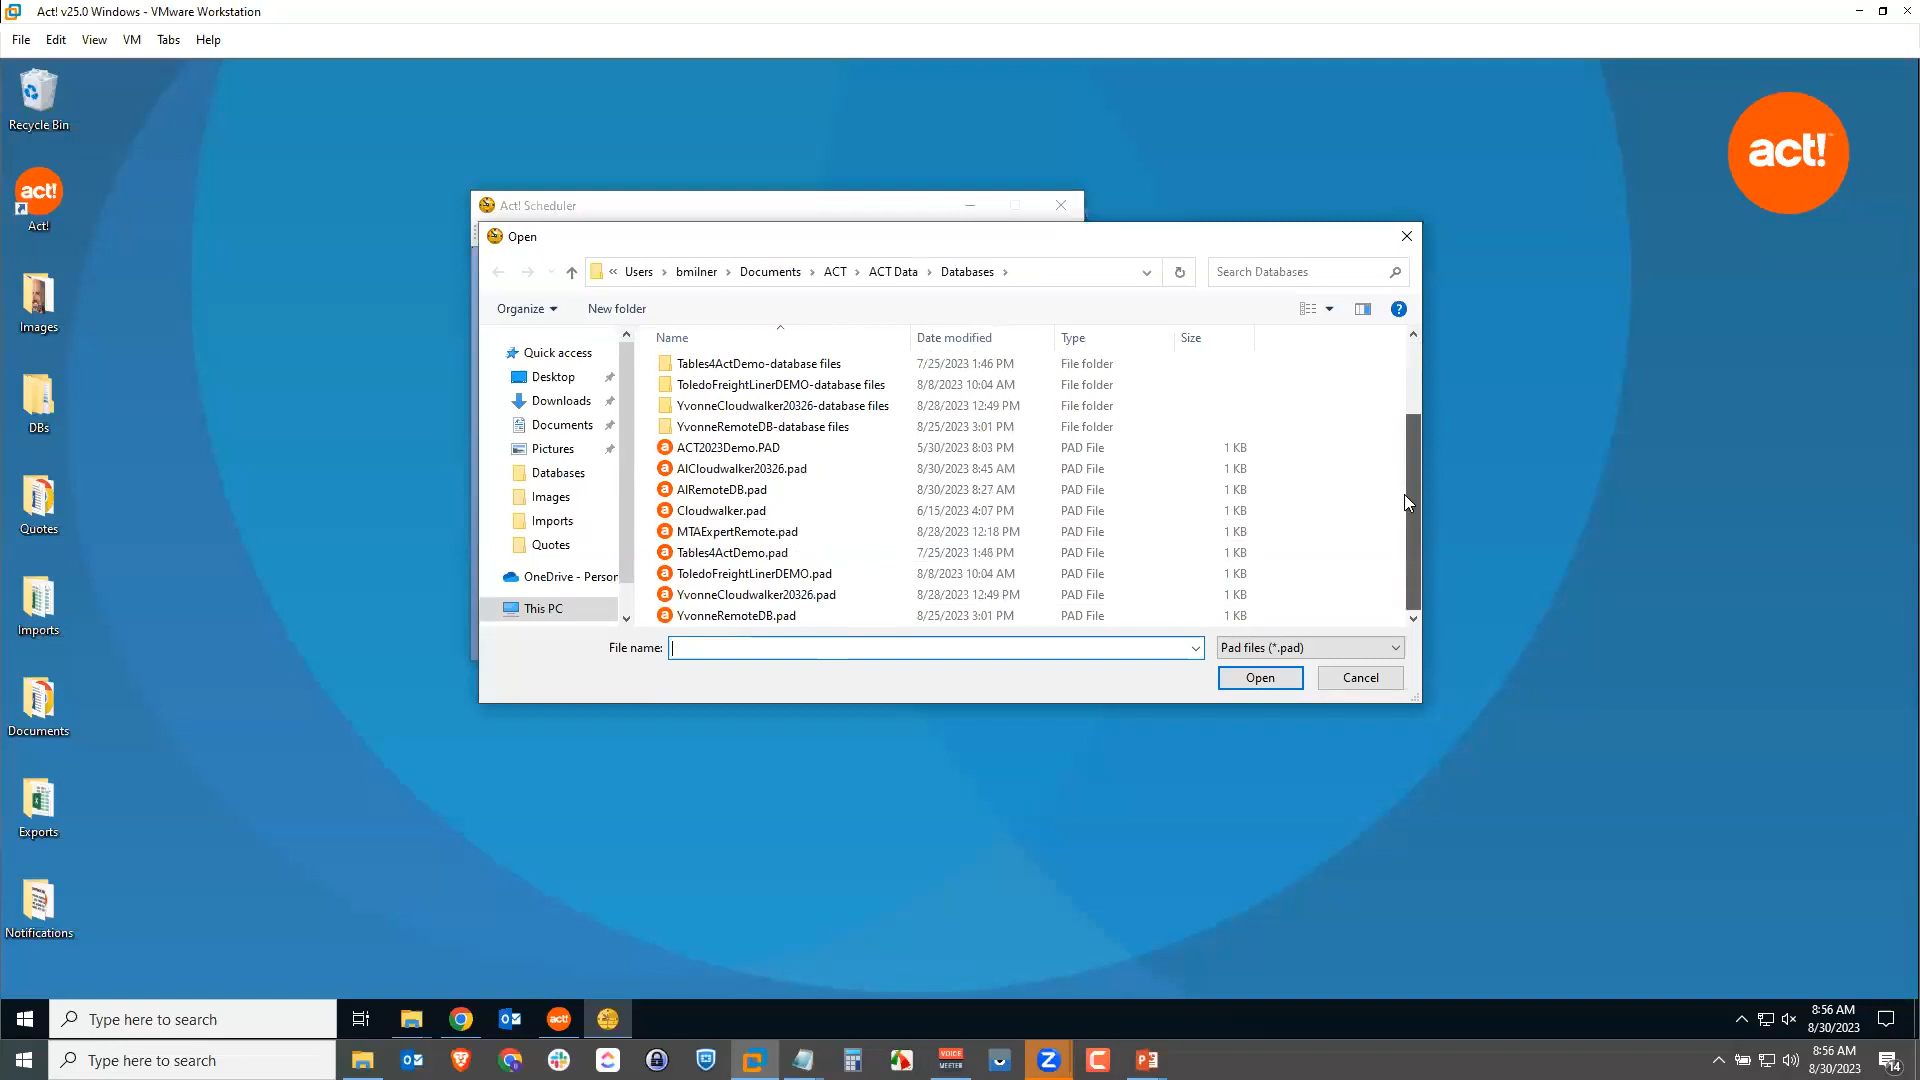 Act! v25.0 Windows - VMware Workstation
File Edit View VM Tabs Help
Recycle Bin
act!
Act!
Images
DBs
Quotes
Imports
Documents
Exports
Notifications
act!
Act! Scheduler
Open
« Users > bmilner > Documents > ACT > ACT Data > Databases >
Search Databases
Organize New folder
Quick access
Desktop
Downloads
Documents
Pictures
Databases
Images
Imports
Quotes
OneDrive - Person
This PC
Name Date modified Type Size
Tables4ActDemo-database files 7/25/2023 1:46 PM File folder
ToledoFreightLinerDEMO-database files 8/8/2023 10:04 AM File folder
YvonneCloudwalker20326-database files 8/28/2023 12:49 PM File folder
YvonneRemoteDB-database files 8/25/2023 3:01 PM File folder
ACT2023Demo.PAD 5/30/2023 8:03 PM PAD File 1 KB
AlCloudwalker20326.pad 8/30/2023 8:45 AM PAD File 1 KB
AlRemoteDB.pad 8/30/2023 8:27 AM PAD File 1 KB
Cloudwalker.pad 6/15/2023 4:07 PM PAD File 1 KB
MTAExpertRemote.pad 8/28/2023 12:18 PM PAD File 1 KB
Tables4ActDemo.pad 7/25/2023 1:46 PM PAD File 1 KB
ToledoFreightLinerDEMO.pad 8/8/2023 10:04 AM PAD File 1 KB
YvonneCloudwalker20326.pad 8/28/2023 12:49 PM PAD File 1 KB
YvonneRemoteDB.pad 8/25/2023 3:01 PM PAD File 1 KB
File name: Pad files (*.pad)
Open Cancel
Type here to search
act!
8:56 AM
8/30/2023
Type here to search
VOICE
MEETER
8:56 AM
8/30/2023
14